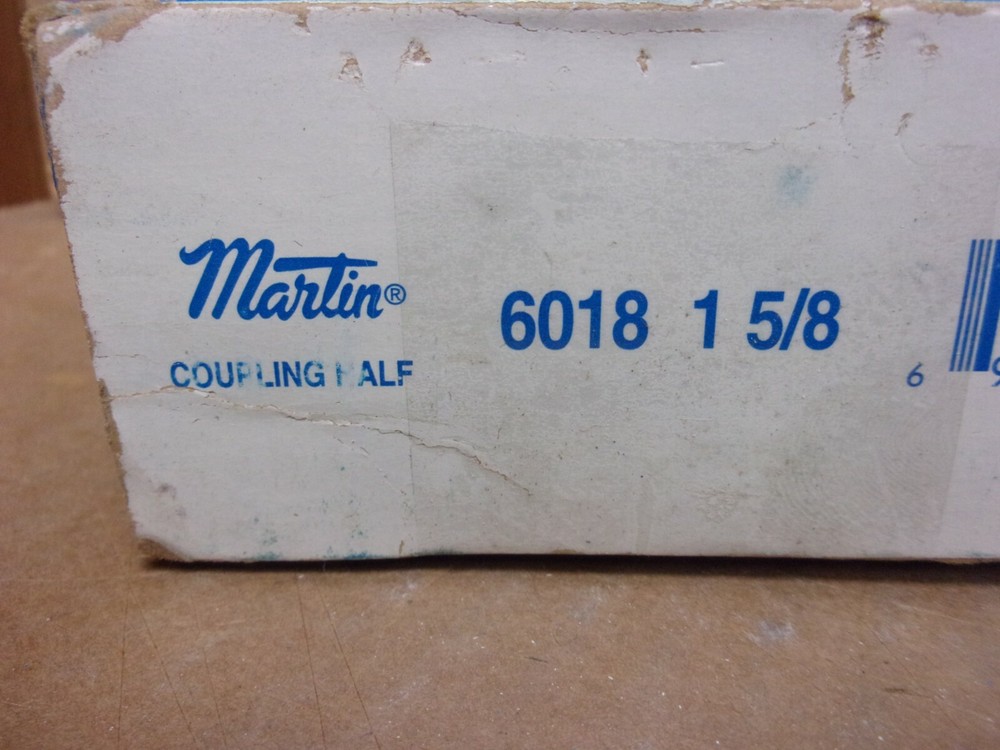 Martin®
6018 1 5/8
COUPLING HALF
6